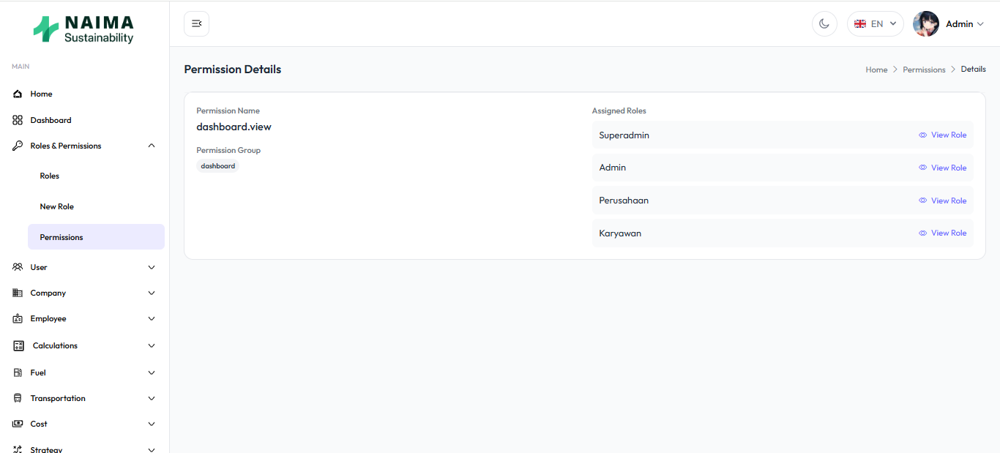 NAIMA
Sustainability
MAIN
Home
Dashboard
Roles & Permissions
Roles
New Role
Permissions
User
Company
Employee
Calculations
Fuel
Transportation
Cost
Strategy
EN
Admin
Permission Details
Home > Permissions > Details
Permission Name
dashboard.view
Permission Group
dashboard
Assigned Roles
Superadmin View Role
Admin View Role
Perusahaan View Role
Karyawan View Role